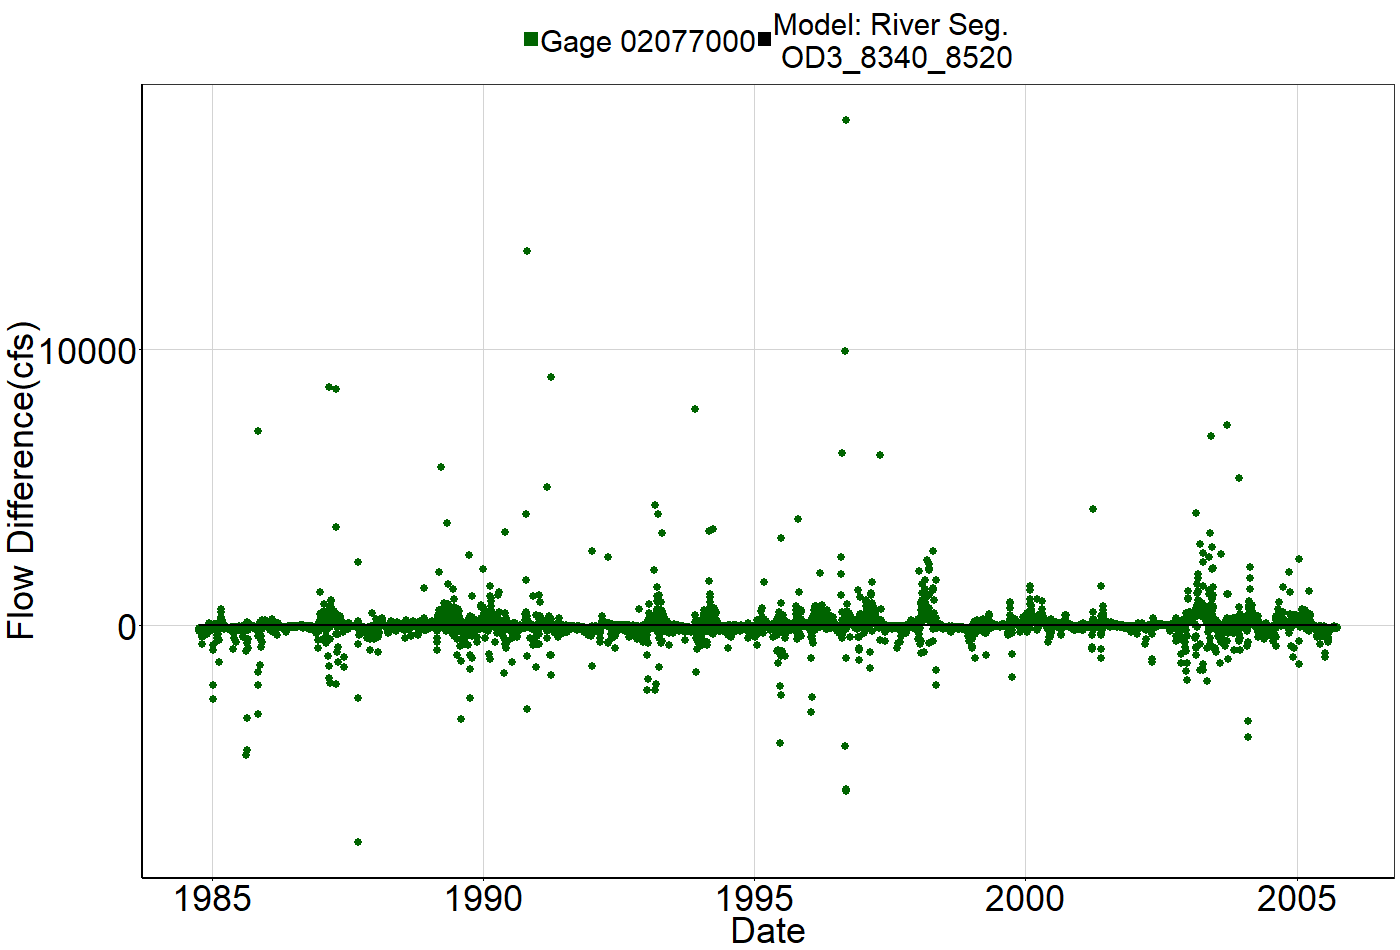 Gage 02077000
Model: River Seg.
OD3_8340_8520
Flow Difference(cfs)
10000
0
1985
1990
1995
2000
2005
Date